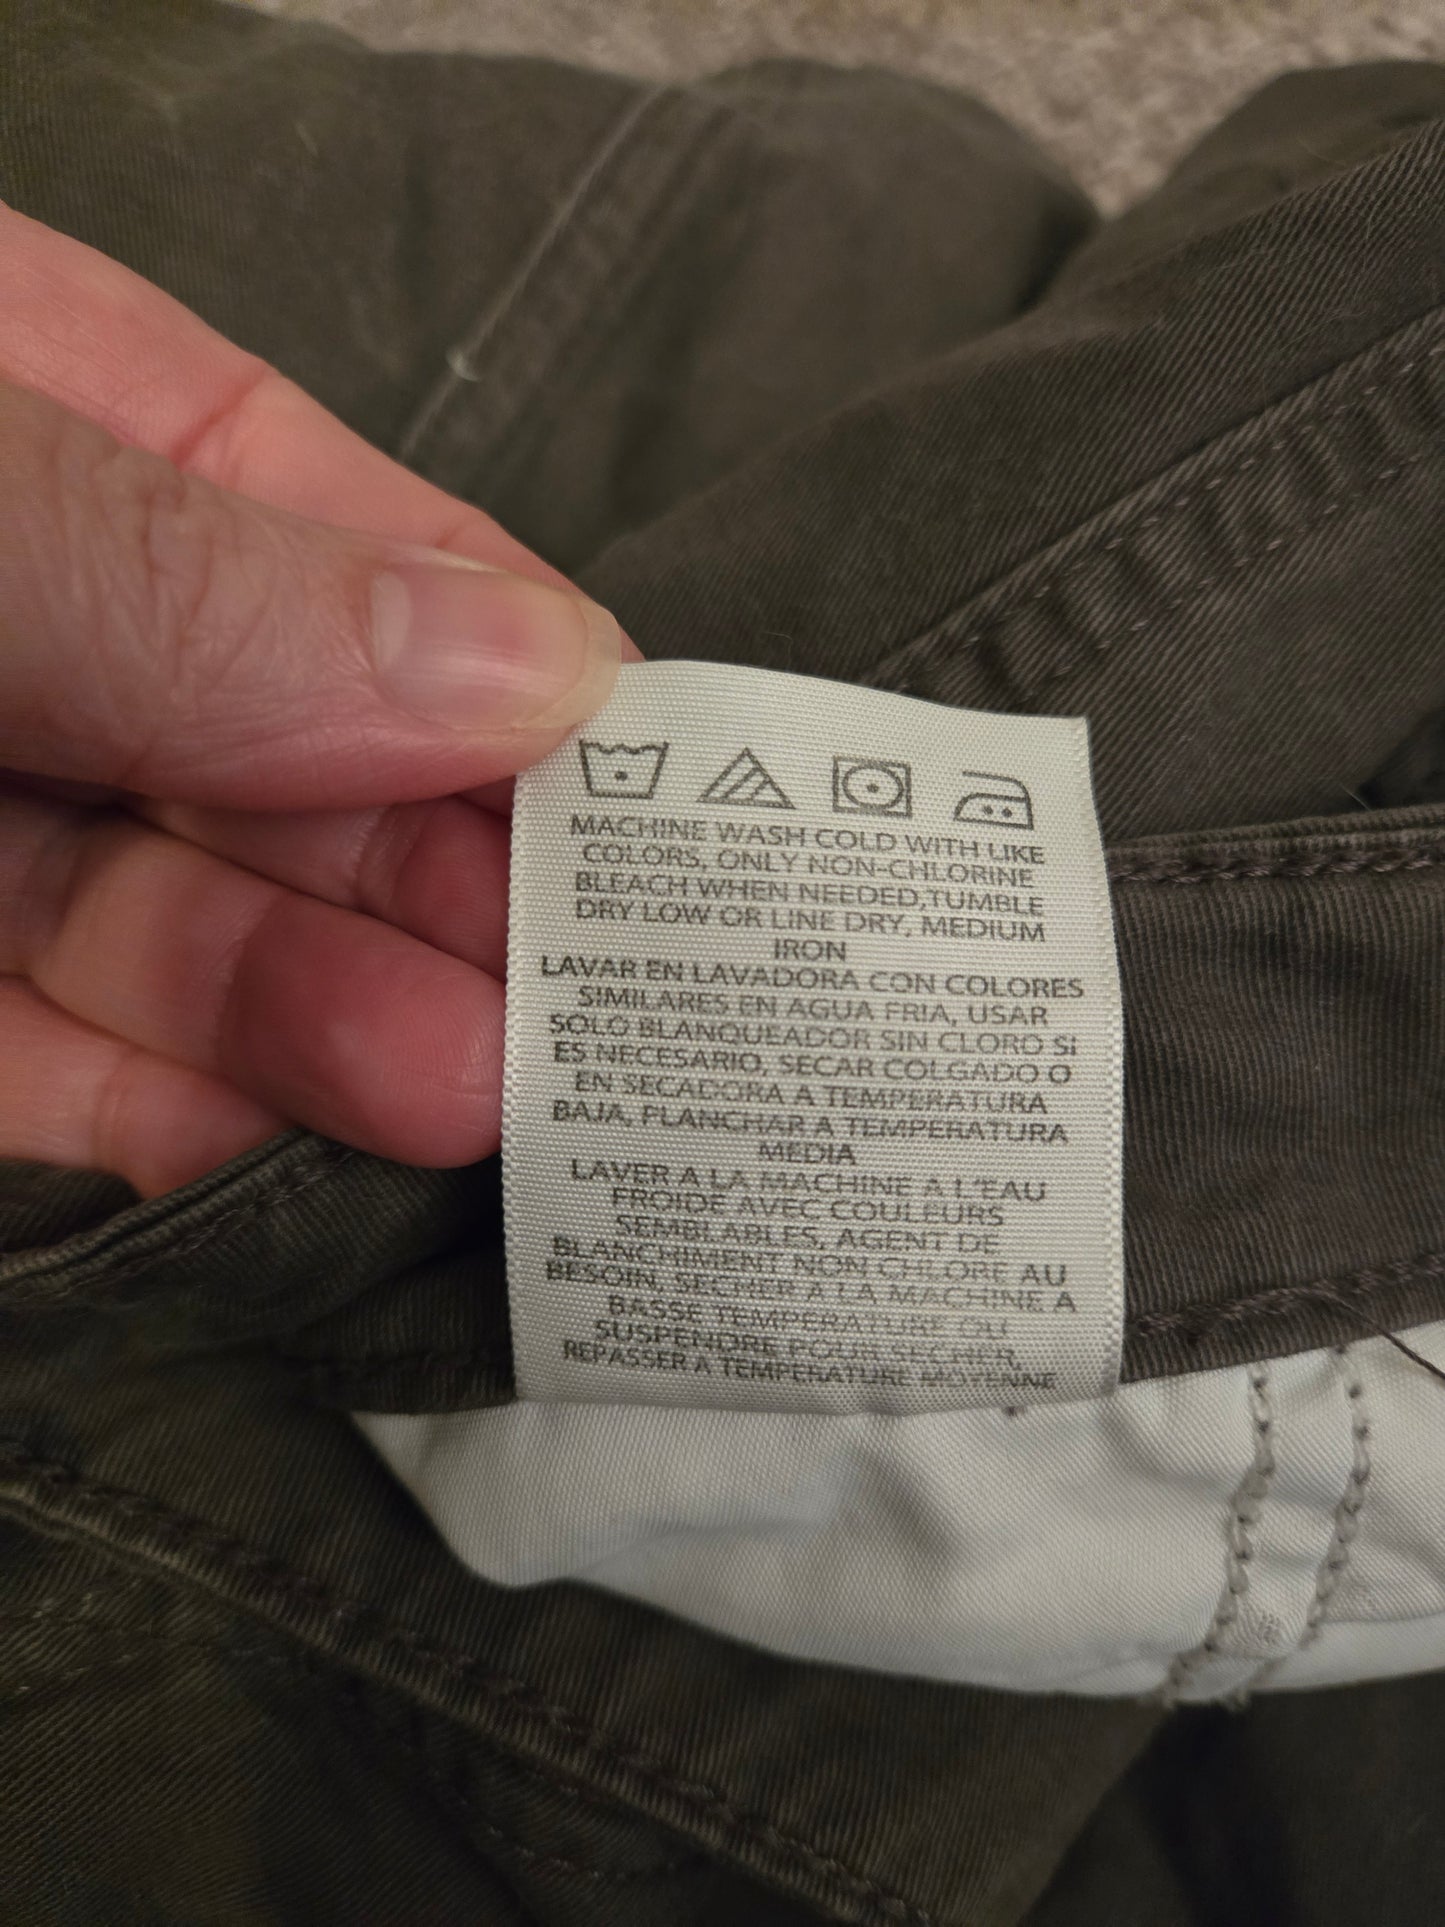 MACHINE WASH COLD WITH LIKE
COLORS, ONLY NON-CHLORINE
BLEACH WHEN NEEDED,TUMBLE
DRY LOW OR LINE DRY, MEDIUM
IRON
LAVAR EN LAVADORA CON COLORES
SIMILARES EN AGUA FRIA, USAR
SOLO BLANQUEADOR SIN CLORO SI
ES NECESARIO, SECAR COLGADO O
EN SECADORA A TEMPERATURA
BAJA, PLANCHAR A TEMPERATURA
MEDIA
LAVER A LA MACHINE A L'EAU
FROIDE AVEC COULEURS
SEMBLABLES, AGENT DE
BLANCHIMENT NON CHLORE AU
BESOIN, SECHER A LA MACHINE A
BASSE TEMPERATURE OU
SUSPENDRE POUR SECHER,
REPASSER A TEMPERATURE MOYENNE